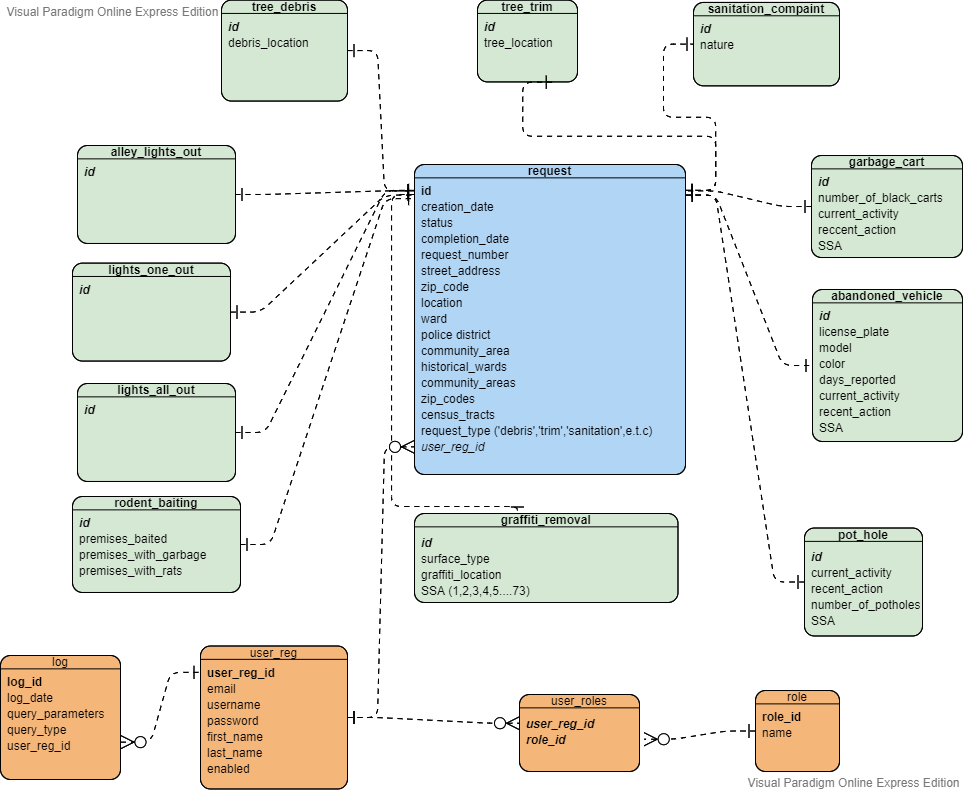 Visual Paradigm Online Express Edition
tree_debris
id
debris_location
tree_trim
id
tree_location
sanitation_compaint
id
nature
alley_lights_out
id
lights_one_out
id
lights_all_out
id
rodent_baiting
id
premises_baited
premises_with_garbage
premises_with_rats
request
id
creation_date
status
completion_date
request_number
street_address
zip_code
location
ward
police district
community_area
historical_wards
community_areas
zip_codes
census_tracts
request_type ('debris','trim','sanitation',e.t.c)
user_reg_id
graffiti_removal
id
surface_type
graffiti_location
SSA (1,2,3,4,5....73)
garbage_cart
id
number_of_black_carts
current_activity
reccent_action
SSA
abandoned_vehicle
id
license_plate
model
color
days_reported
current_activity
recent_action
SSA
pot_hole
id
current_activity
recent_action
number_of_potholes
SSA
log
log_id
log_date
query_parameters
query_type
user_reg_id
user_reg
user_reg_id
email
username
password
first_name
last_name
enabled
user_roles
user_reg_id
role_id
role
role_id
name
Visual Paradigm Online Express Edition